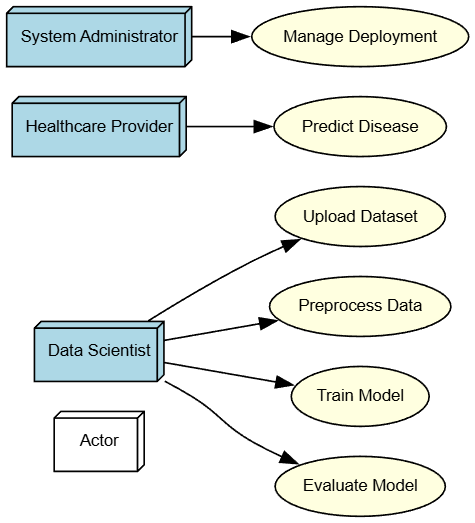 System Administrator
Manage Deployment
Healthcare Provider
Predict Disease
Upload Dataset
Preprocess Data
Data Scientist
Train Model
Actor
Evaluate Model